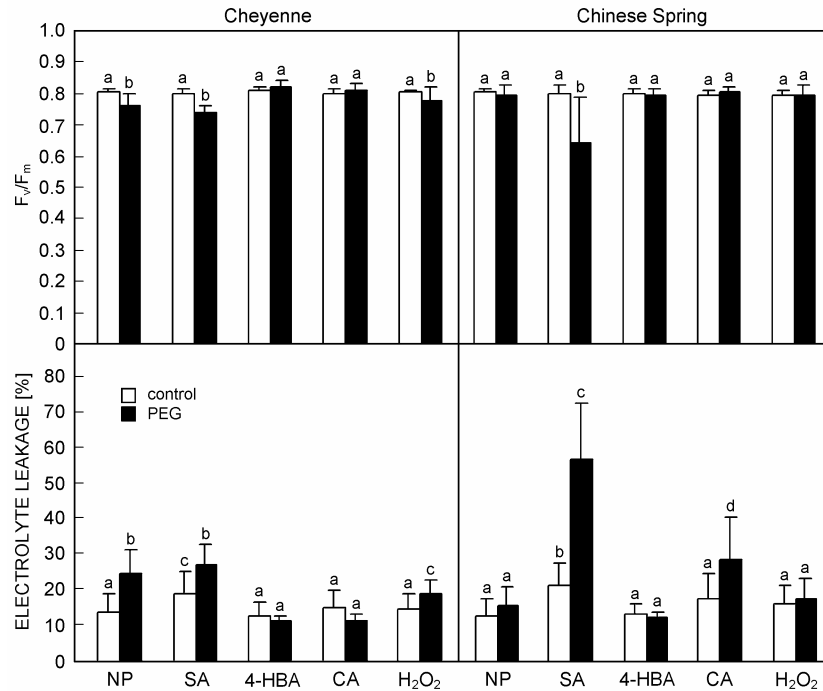 Cheyenne
Chinese Spring
1.0
0.9
0.8
0.7
0.6
0.5
0.4
0.3
0.2
0.1
0
Fv/Fm
a b a b a a a a a b
a a a b a a a a a a
80
70
60
50
40
30
20
10
0
ELECTROLYTE LEAKAGE [%]
control
PEG
a b c b a a a a a c
a a b c a a a d a a
NP SA 4-HBA CA H₂O₂
NP SA 4-HBA CA H₂O₂